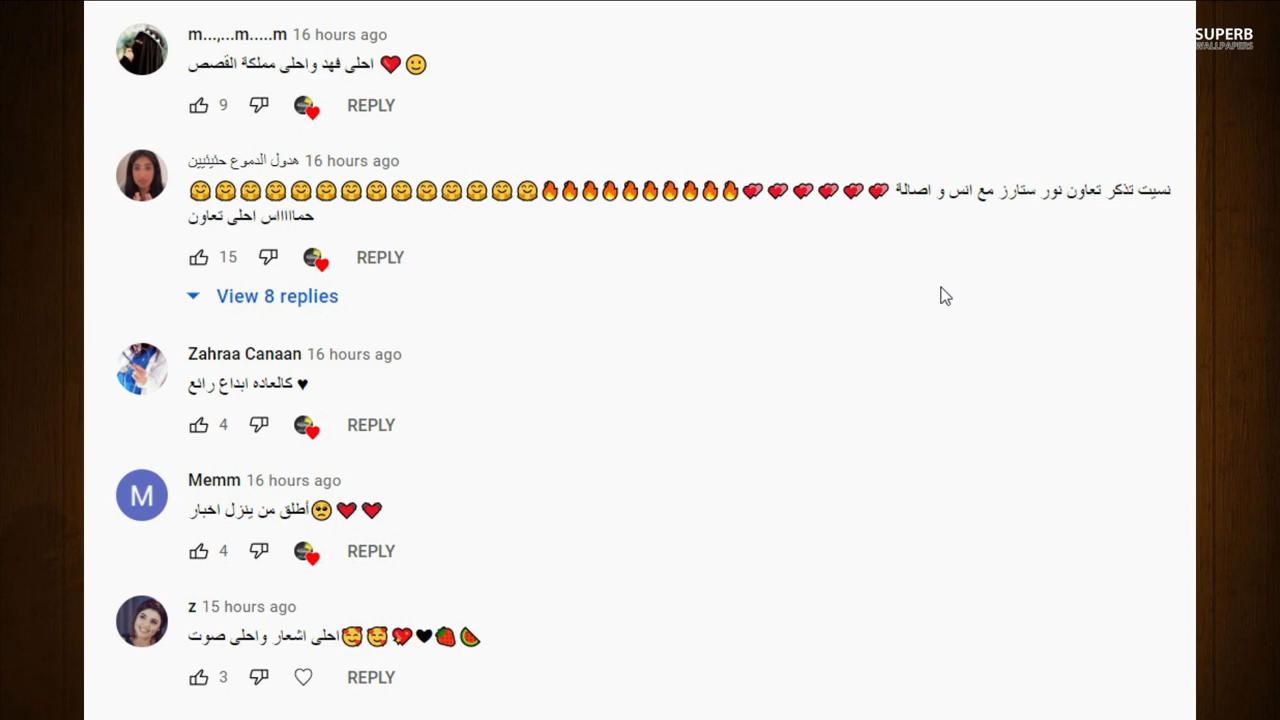 SUPERB
WALLPAPERS
m...,...m.....m 16 hours ago
احلى فهد واحلى مملكة القصص ❤️🙂
9 REPLY
هدول الدموع حئيئيين 16 hours ago
نسيت تذكر تعاون نور ستارز مع انس و اصالة 💕💕💕💕💕💕🔥🔥🔥🔥🔥🔥🔥🔥🔥🔥🤗🤗🤗🤗🤗🤗🤗🤗🤗🤗🤗🤗🤗🤗
حماااااس احلى تعاون
15 REPLY
View 8 replies
Zahraa Canaan 16 hours ago
كالعاده ابداع رائع ♥
4 REPLY
Memm 16 hours ago
أطلق من ينزل اخبار🥺❤️❤️
M
4 REPLY
z 15 hours ago
احلى اشعار واحلى صوت🥰🥰💖🖤🍓🍉
3 REPLY